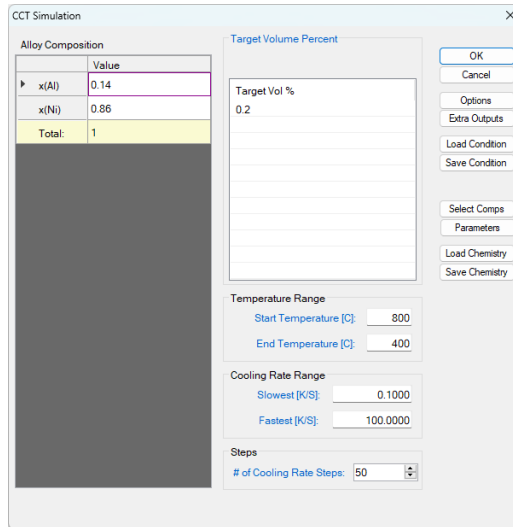 CCT Simulation
Alloy Composition
Value
x(Al) 0.14
x(Ni) 0.86
Total: 1
Target Volume Percent
Target Vol %
0.2
Temperature Range
Start Temperature [C]: 800
End Temperature [C]: 400
Cooling Rate Range
Slowest [K/S]: 0.1000
Fastest [K/S]: 100.0000
Steps
# of Cooling Rate Steps: 50
OK
Cancel
Options
Extra Outputs
Load Condition
Save Condition
Select Comps
Parameters
Load Chemistry
Save Chemistry